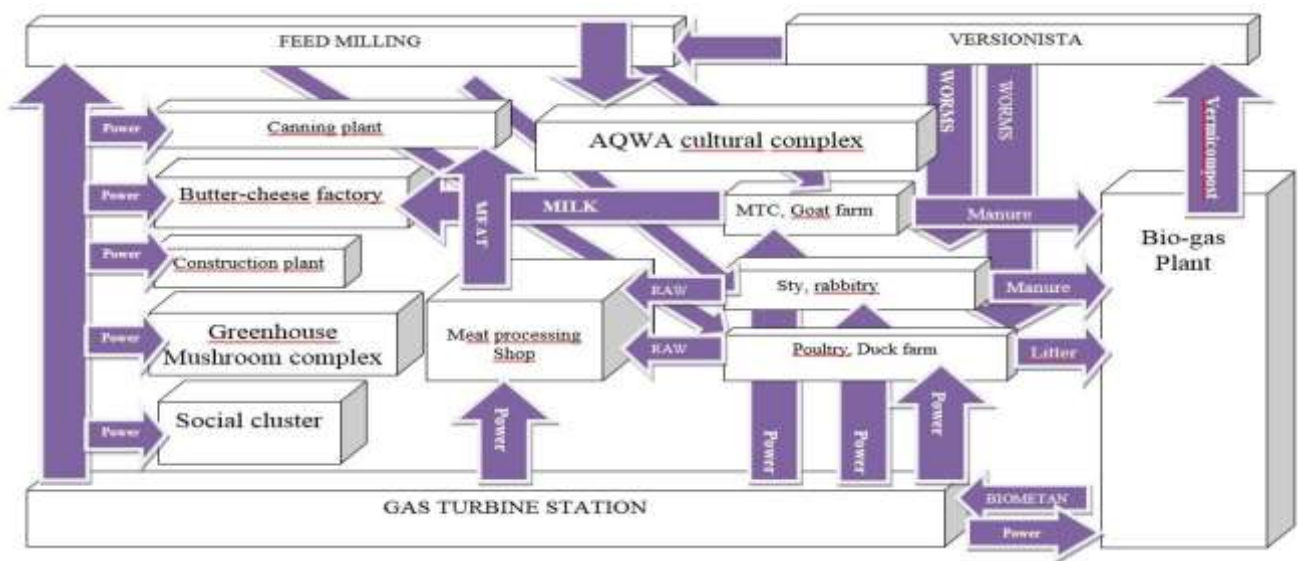 FEED MILLING
VERSIONISTA
Power
Canning plant
AQWA cultural complex
WORMS
WORMS
Vermicompost
Power
Butter-cheese factory
MEAT
MILK
MTC, Goat farm
Manure
Bio-gas
Plant
Power
Construction plant
RAW
Sty, rabbitry
Manure
Power
Greenhouse
Mushroom complex
Meat processing
Shop
RAW
Poultry, Duck farm
Litter
Power
Social cluster
Power
Power
Power
Power
GAS TURBINE STATION
BIOMETAN
Power